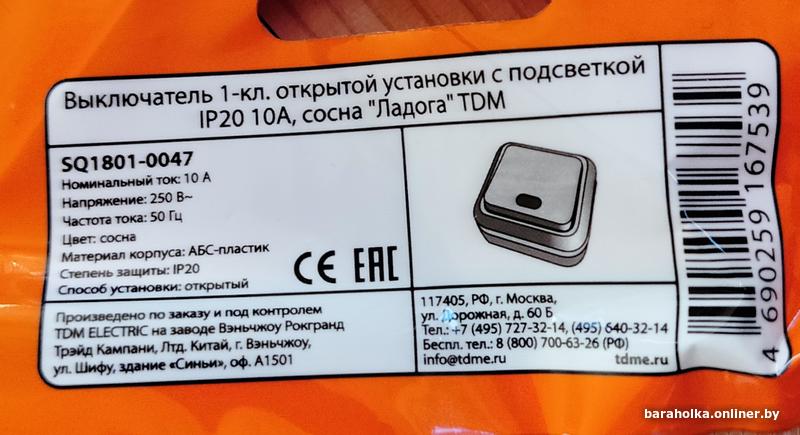 Выключатель 1-кл. открытой установки с подсветкой
IP20 10А, сосна "Ладога" TDM
SQ1801-0047
Номинальный ток: 10 А
Напряжение: 250 В~
Частота тока: 50 Гц
Цвет: сосна
Материал корпуса: АБС-пластик
Степень защиты: IP20
Способ установки: открытый
CE EAC
Произведено по заказу и под контролем
TDM ELECTRIC на заводе Вэньчжоу Рокгранд
Трэйд Кампани, Лтд. Китай, г. Вэньчжоу,
ул. Шифу, здание «Синьи», оф. А1501
117405, РФ, г. Москва,
ул. Дорожная, д. 60 Б
Тел.: +7 (495) 727-32-14, (495) 640-32-14
Беспл. тел.: 8 (800) 700-63-26 (РФ)
info@tdme.ru tdme.ru
4 690259 167539
baraholka.onliner.by